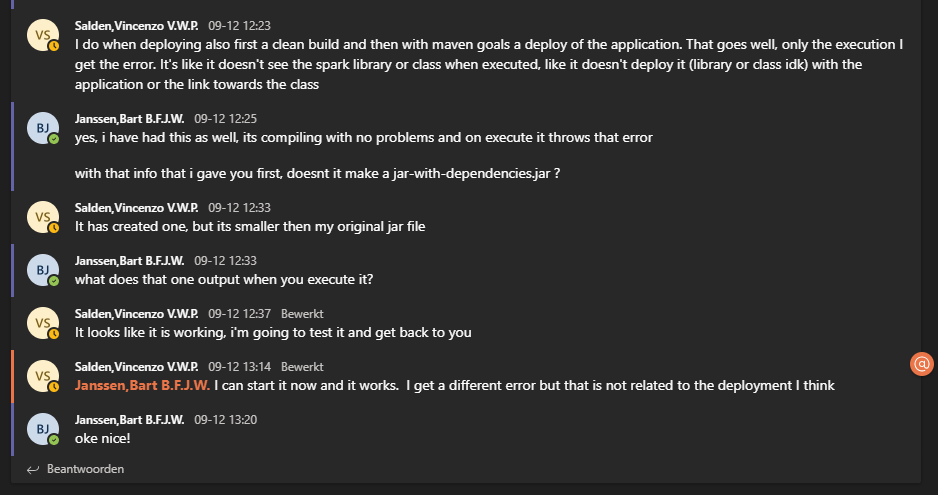 Salden,Vincenzo V.W.P. 09-12 12:23
VS
I do when deploying also first a clean build and then with maven goals a deploy of the application. That goes well, only the execution I
get the error. It's like it doesn't see the spark library or class when executed, like it doesn't deploy it (library or class idk) with the
application or the link towards the class
Janssen,Bart B.F.J.W. 09-12 12:25
BJ
yes, i have had this as well, its compiling with no problems and on execute it throws that error
with that info that i gave you first, doesnt it make a jar-with-dependencies.jar ?
Salden,Vincenzo V.W.P. 09-12 12:33
VS
It has created one, but its smaller then my original jar file
Janssen,Bart B.F.J.W. 09-12 12:33
BJ
what does that one output when you execute it?
Salden,Vincenzo V.W.P. 09-12 12:37 Bewerkt
VS
It looks like it is working, i'm going to test it and get back to you
Salden,Vincenzo V.W.P. 09-12 13:14 Bewerkt
VS
Janssen,Bart B.F.J.W. I can start it now and it works. I get a different error but that is not related to the deployment I think
@
Janssen,Bart B.F.J.W. 09-12 13:20
BJ
oke nice!
Beantwoorden